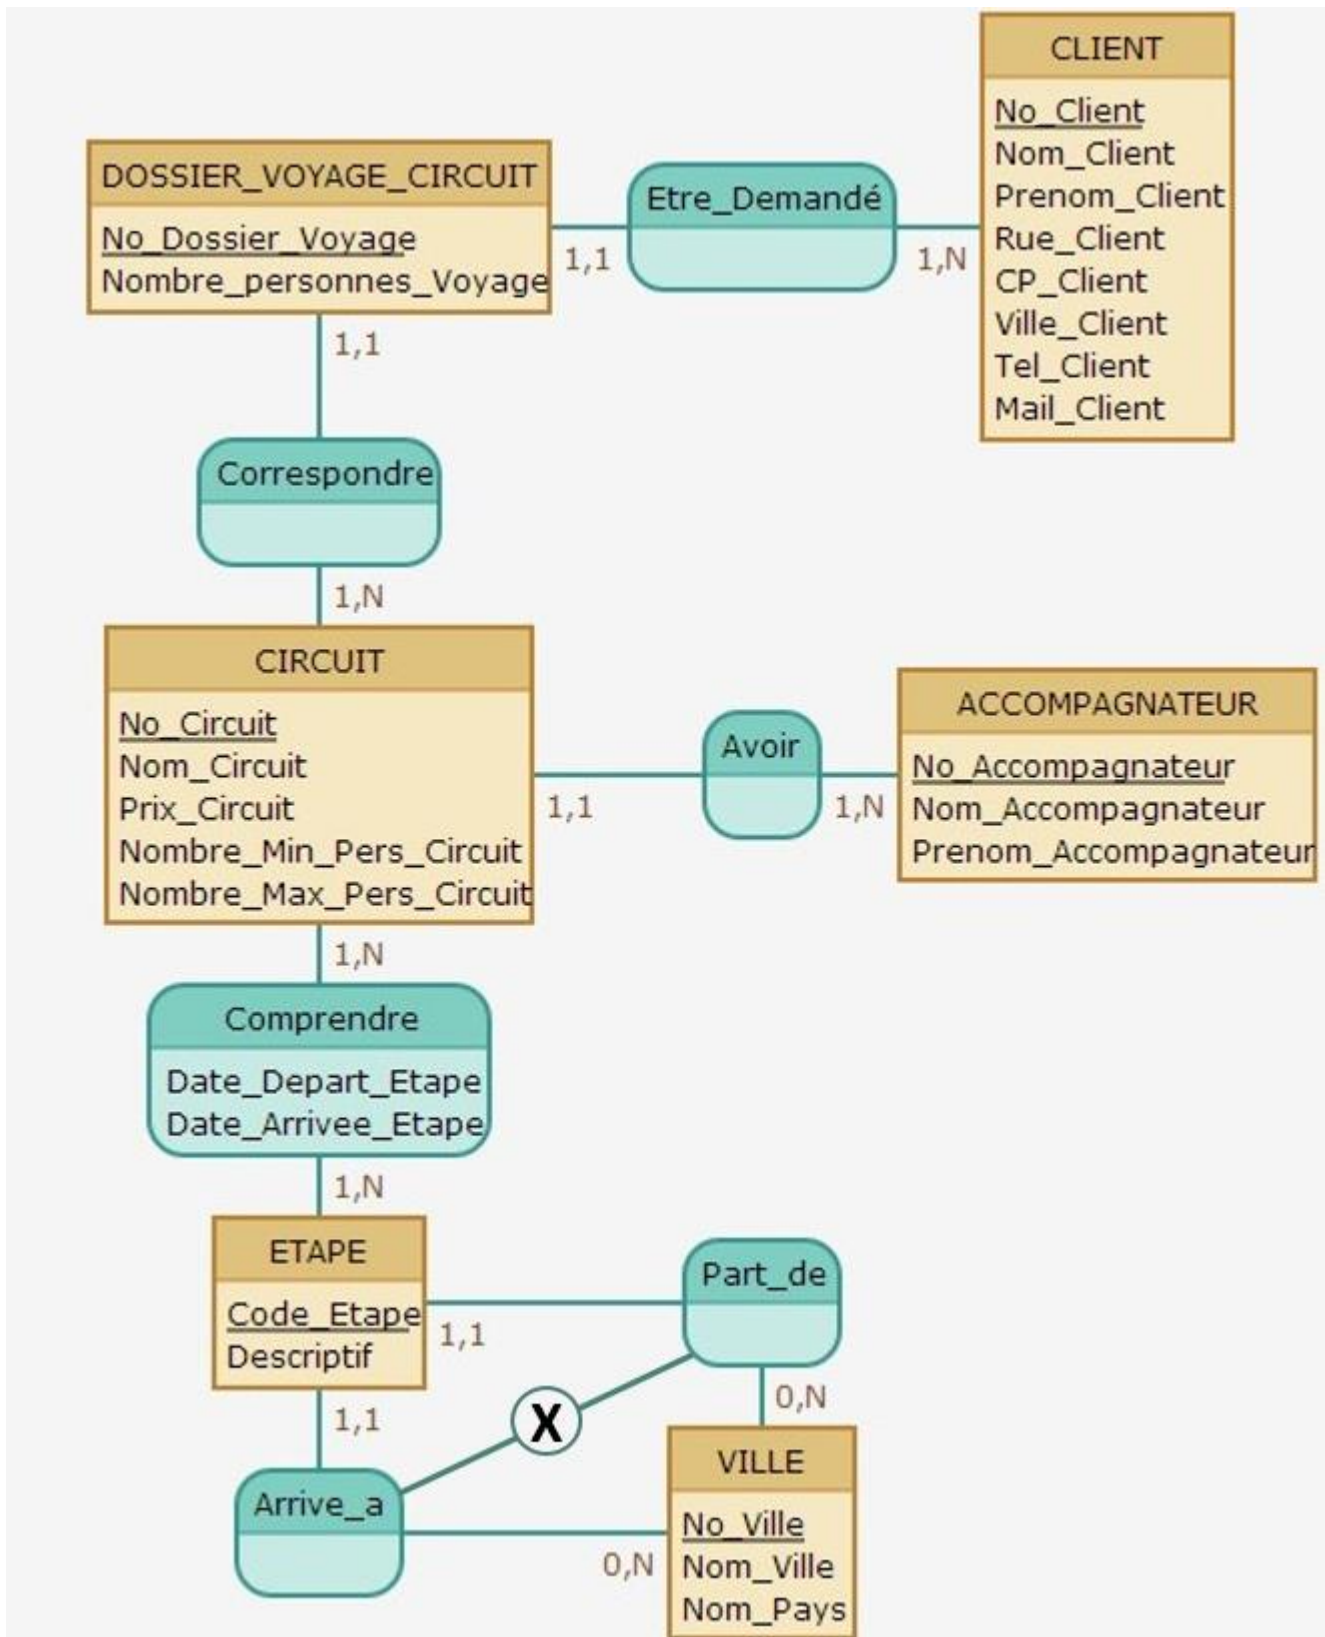 CLIENT
No_Client
Nom_Client
Prenom_Client
Rue_Client
CP_Client
Ville_Client
Tel_Client
Mail_Client
DOSSIER_VOYAGE_CIRCUIT
No_Dossier_Voyage
Nombre_personnes_Voyage
Etre_Demandé
1,1
1,N
1,1
Correspondre
1,N
CIRCUIT
No_Circuit
Nom_Circuit
Prix_Circuit
Nombre_Min_Pers_Circuit
Nombre_Max_Pers_Circuit
Avoir
1,1
1,N
ACCOMPAGNATEUR
No_Accompagnateur
Nom_Accompagnateur
Prenom_Accompagnateur
1,N
Comprendre
Date_Depart_Etape
Date_Arrivee_Etape
1,N
ETAPE
Code_Etape
Descriptif
1,1
Part_de
0,N
1,1
X
Arrive_a
0,N
VILLE
No_Ville
Nom_Ville
Nom_Pays